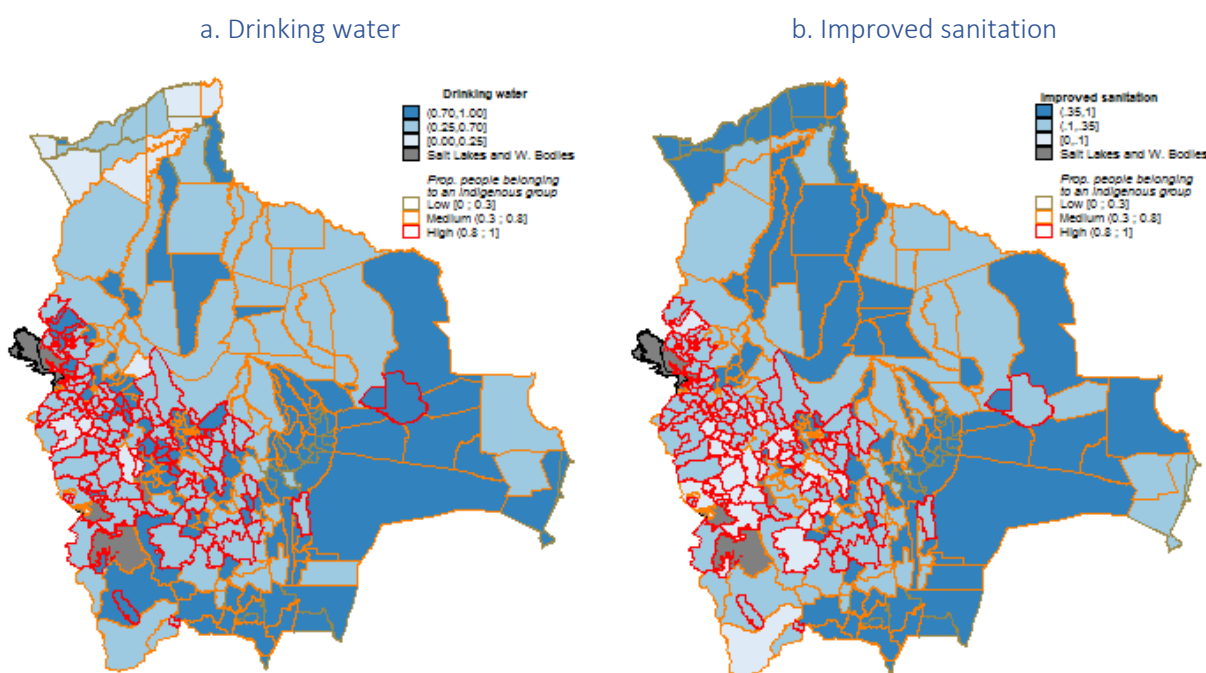 a. Drinking water
b. Improved sanitation
Drinking water
(0.70,1.00]
(0.25,0.70]
[0.00,0.25]
Salt Lakes and W. Bodies
Prop. people belonging
to an indigenous group
Low [0 ; 0.3]
Medium (0.3 ; 0.8]
High (0.8 ; 1]
Improved sanitation
(.35,1]
(.1,.35]
[0,.1]
Salt Lakes and W. Bodies
Prop. people belonging
to an indigenous group
Low [0 ; 0.3]
Medium (0.3 ; 0.8]
High (0.8 ; 1]